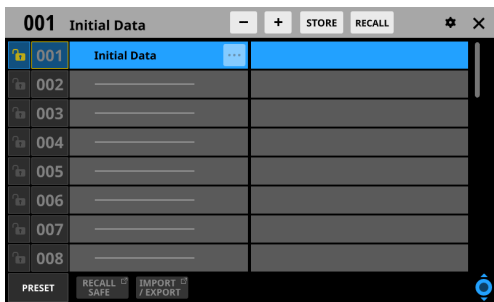 001 Initial Data - + STORE RECALL
001 Initial Data ...
002
003
004
005
006
007
008
PRESET RECALL SAFE IMPORT / EXPORT